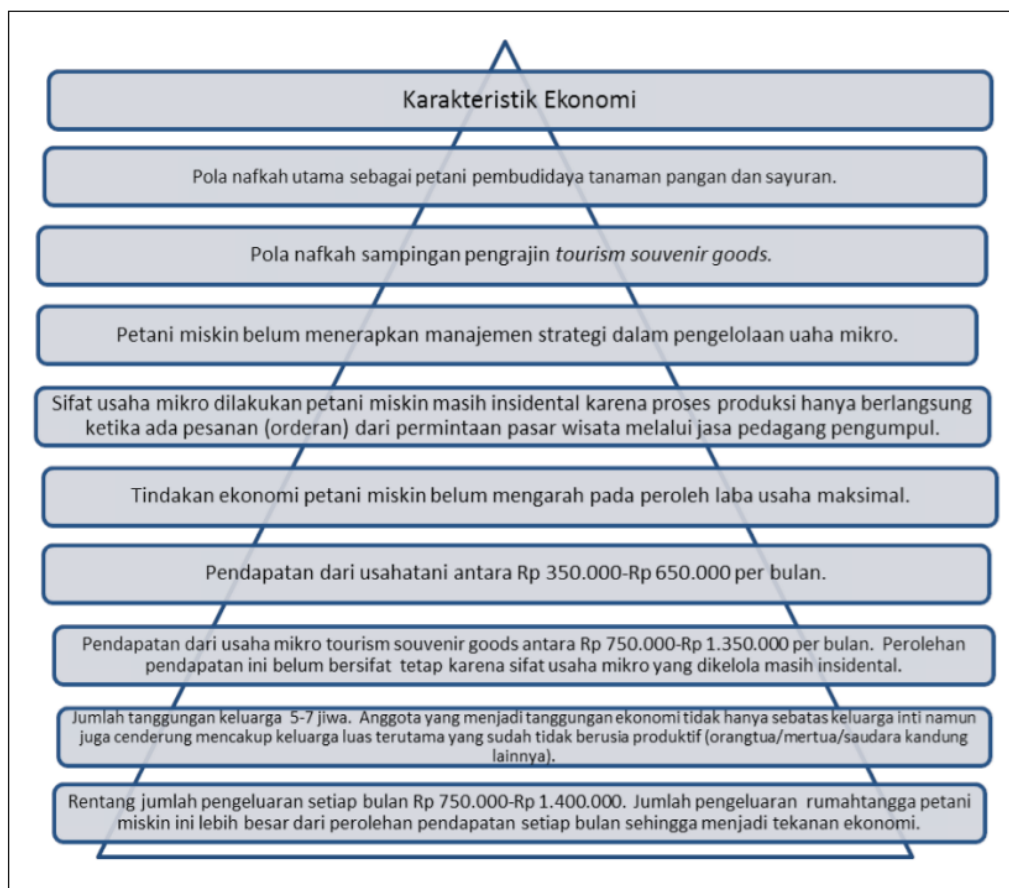 Karakteristik Ekonomi
Pola nafkah utama sebagai petani pembudidaya tanaman pangan dan sayuran.
Pola nafkah sampingan pengrajin tourism souvenir goods.
Petani miskin belum menerapkan manajemen strategi dalam pengelolaan uaha mikro.
Sifat usaha mikro dilakukan petani miskin masih insidental karena proses produksi hanya berlangsung
ketika ada pesanan (orderan) dari permintaan pasar wisata melalui jasa pedagang pengumpul.
Tindakan ekonomi petani miskin belum mengarah pada peroleh laba usaha maksimal.
Pendapatan dari usahatani antara Rp 350.000-Rp 650.000 per bulan.
Pendapatan dari usaha mikro tourism souvenir goods antara Rp 750.000-Rp 1.350.000 per bulan. Perolehan
pendapatan ini belum bersifat tetap karena sifat usaha mikro yang dikelola masih insidental.
Jumlah tanggungan keluarga 5-7 jiwa. Anggota yang menjadi tanggungan ekonomi tidak hanya sebatas keluarga inti namun
juga cenderung mencakup keluarga luas terutama yang sudah tidak berusia produktif (orangtua/mertua/saudara kandung
lainnya).
Rentang jumlah pengeluaran setiap bulan Rp 750.000-Rp 1.400.000. Jumlah pengeluaran rumahtangga petani
miskin ini lebih besar dari perolehan pendapatan setiap bulan sehingga menjadi tekanan ekonomi.